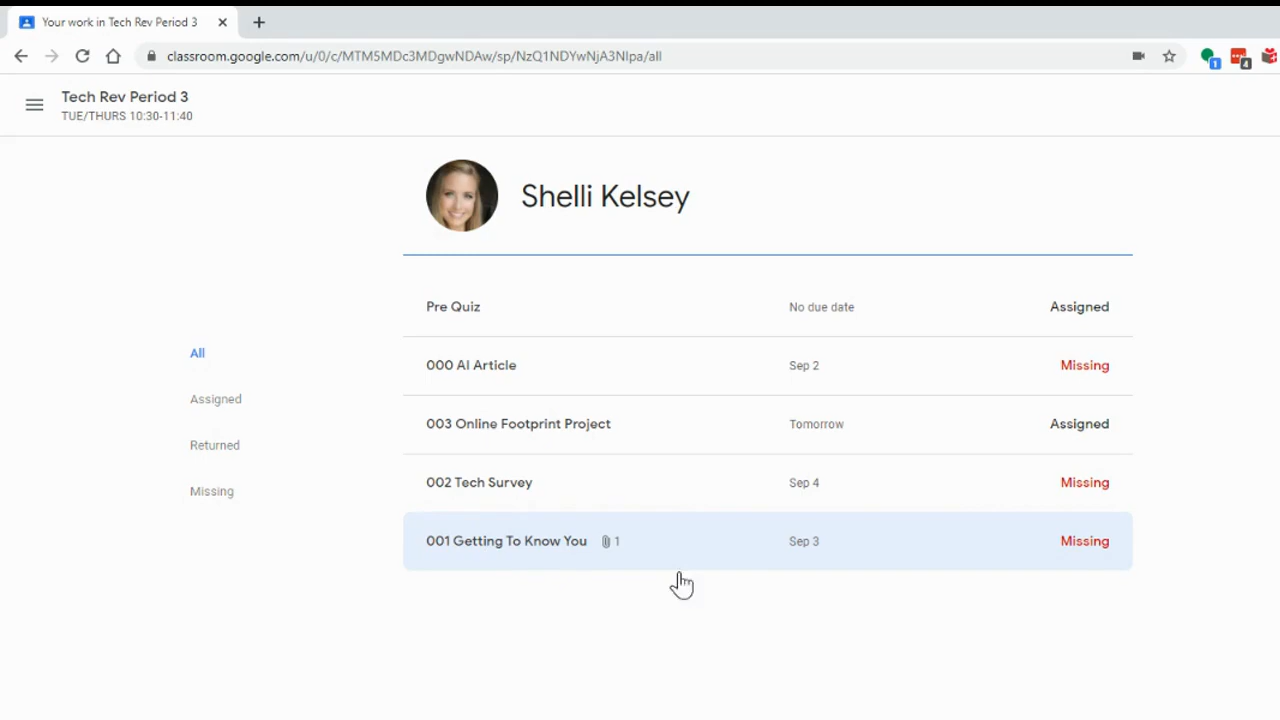 Your work in Tech Rev Period 3
classroom.google.com/u/0/c/MTM5MDc3MDgwNDAw/sp/NzQ1NDYwNjA3NIpa/all
1
4
Tech Rev Period 3
TUE/THURS 10:30-11:40
Shelli Kelsey
Pre Quiz No due date Assigned
All
000 AI Article Sep 2 Missing
Assigned
003 Online Footprint Project Tomorrow Assigned
Returned
002 Tech Survey Sep 4 Missing
Missing
001 Getting To Know You 1 Sep 3 Missing